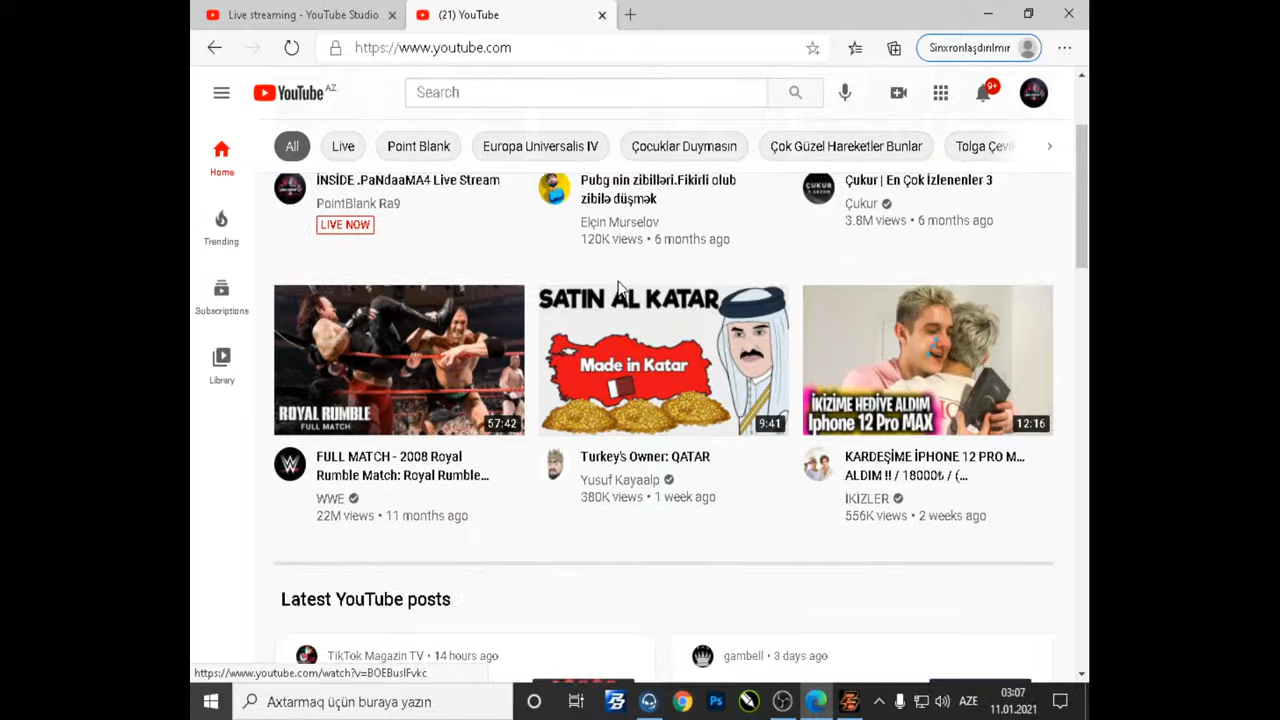 Live streaming - YouTube Studio
(21) YouTube
https://www.youtube.com
Sinxronlaşdırılmır
YouTube AZ
Search
9+
All
Live
Point Blank
Europa Universalis IV
Çocuklar Duymasın
Çok Güzel Hareketler Bunlar
Tolga Çevi
Home
Trending
Subscriptions
Library
İNSİDE .PaNdaaMA4 Live Stream
PointBlank Ra9
LIVE NOW
Pubg nin zibilləri.Fikirli olub
zibilə düşmək
Elçin Murselov
120K views • 6 months ago
Çukur | En Çok İzlenenler 3
Çukur
3.8M views • 6 months ago
ROYAL RUMBLE
FULL MATCH
57:42
SATIN AL KATAR
Made in Katar
9:41
İKİZİME HEDİYE ALDIM
Iphone 12 Pro MAX
12:16
FULL MATCH - 2008 Royal
Rumble Match: Royal Rumble...
WWE
22M views • 11 months ago
Turkey's Owner: QATAR
Yusuf Kayaalp
380K views • 1 week ago
KARDEŞİME İPHONE 12 PRO M...
ALDIM !! / 18000₺ / (...
İKİZLER
556K views • 2 weeks ago
Latest YouTube posts
TikTok Magazin TV • 14 hours ago
gambell • 3 days ago
https://www.youtube.com/watch?v=BOEBusIFvkc
Axtarmaq üçün buraya yazın
Ps
AZE
03:07
11.01.2021